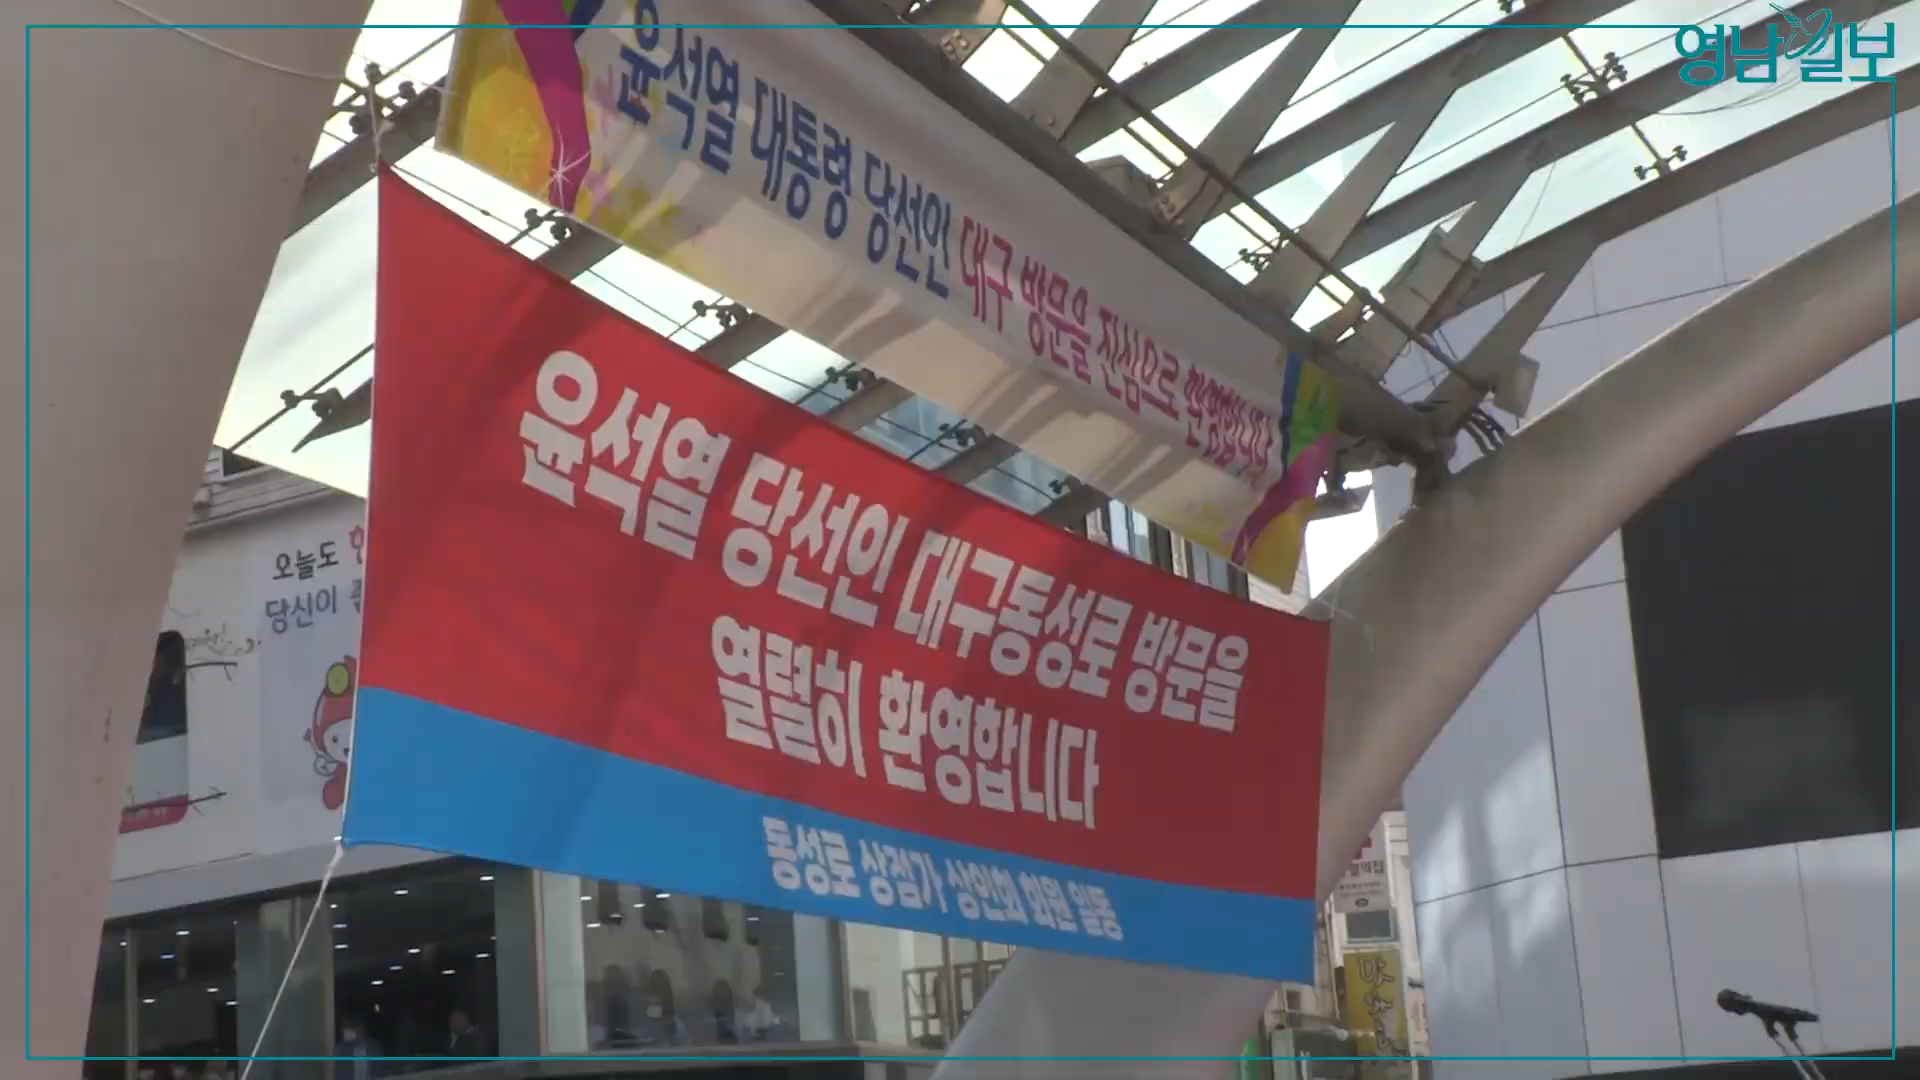 영남일보
윤석열 대통령 당선인 대구 방문을 진심으로 환영합니다
윤석열 당선인 대구동성로 방문을
열렬히 환영합니다
동성로 상점가 상인회 회원 일동
오늘도
당신이